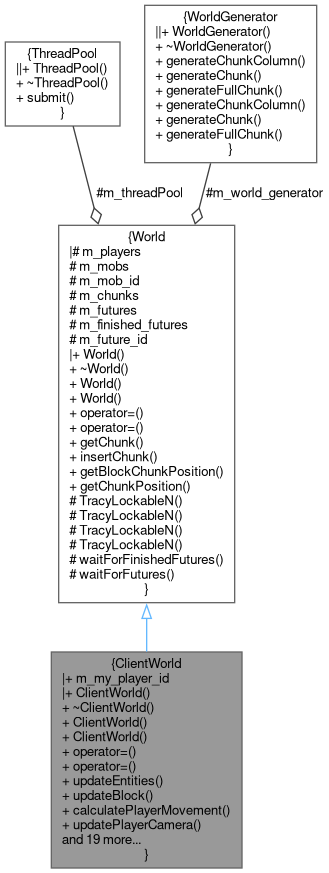 {ThreadPool
||+ ThreadPool()
+ ~ThreadPool()
+ submit()
}
{WorldGenerator
||+ WorldGenerator()
+ ~WorldGenerator()
+ generateChunkColumn()
+ generateChunk()
+ generateFullChunk()
+ generateChunkColumn()
+ generateChunk()
+ generateFullChunk()
}
#m_threadPool
#m_world_generator
{World
|# m_players
# m_mobs
# m_mob_id
# m_chunks
# m_futures
# m_finished_futures
# m_future_id
|+ World()
+ ~World()
+ World()
+ World()
+ operator=()
+ operator=()
+ getChunk()
+ insertChunk()
+ getBlockChunkPosition()
+ getChunkPosition()
# TracyLockableN()
# TracyLockableN()
# TracyLockableN()
# TracyLockableN()
# waitForFinishedFutures()
# waitForFutures()
}
{ClientWorld
|+ m_my_player_id
|+ ClientWorld()
+ ~ClientWorld()
+ ClientWorld()
+ ClientWorld()
+ operator=()
+ operator=()
+ updateEntities()
+ updateBlock()
+ calculatePlayerMovement()
+ updatePlayerCamera()
and 19 more...
}